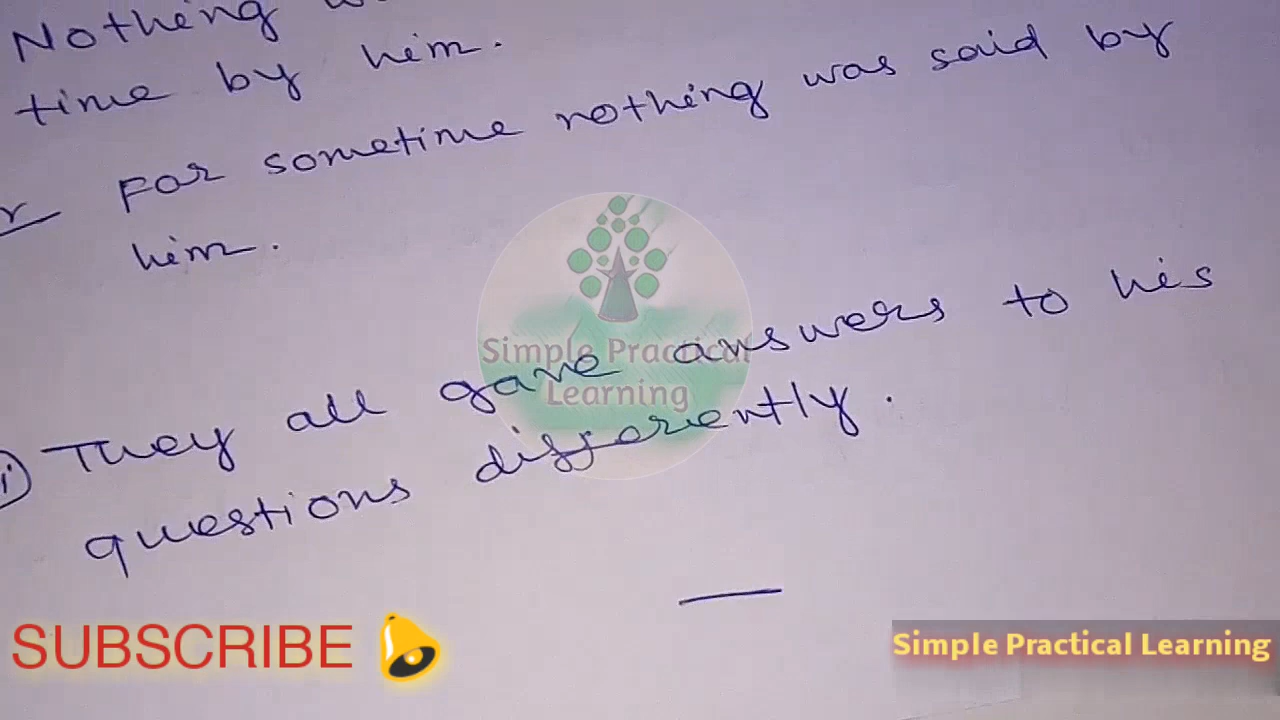 Nothing
time by him.
For sometime nothing was said by
him.
Simple Practical
Learning
They all gave answers to his
questions differently.
SUBSCRIBE
Simple Practical Learning